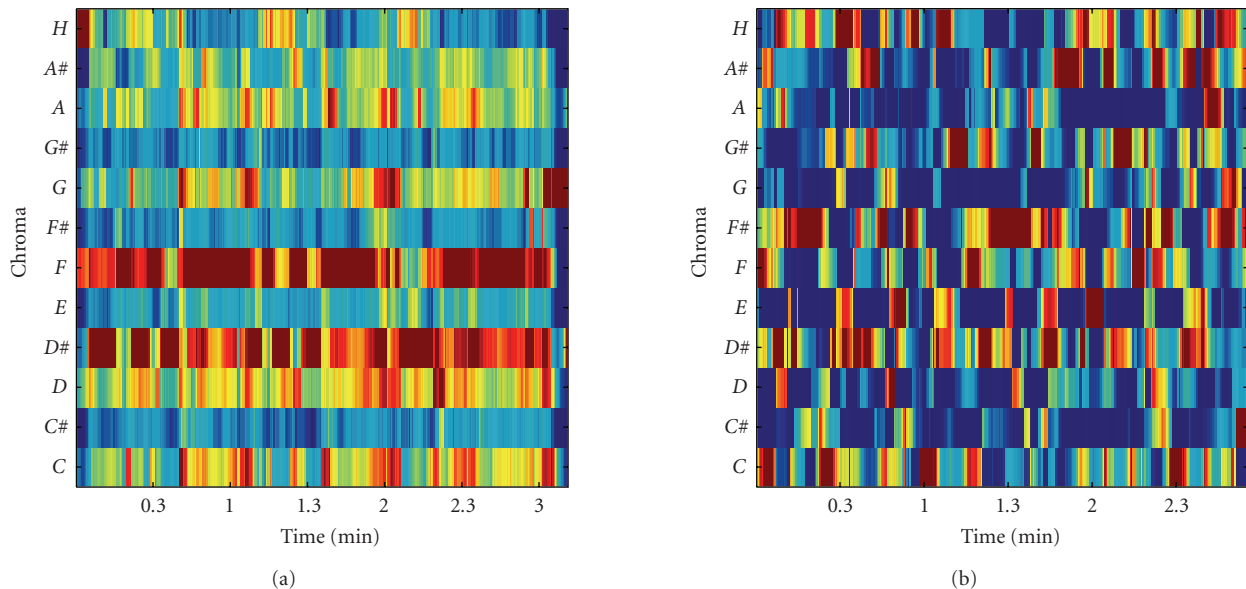 Chroma
H
A#
A
G#
G
F#
F
E
D#
D
C#
C
0.3 1 1.3 2 2.3 3
Time (min)
(a)
Chroma
H
A#
A
G#
G
F#
F
E
D#
D
C#
C
0.3 1 1.3 2 2.3
Time (min)
(b)